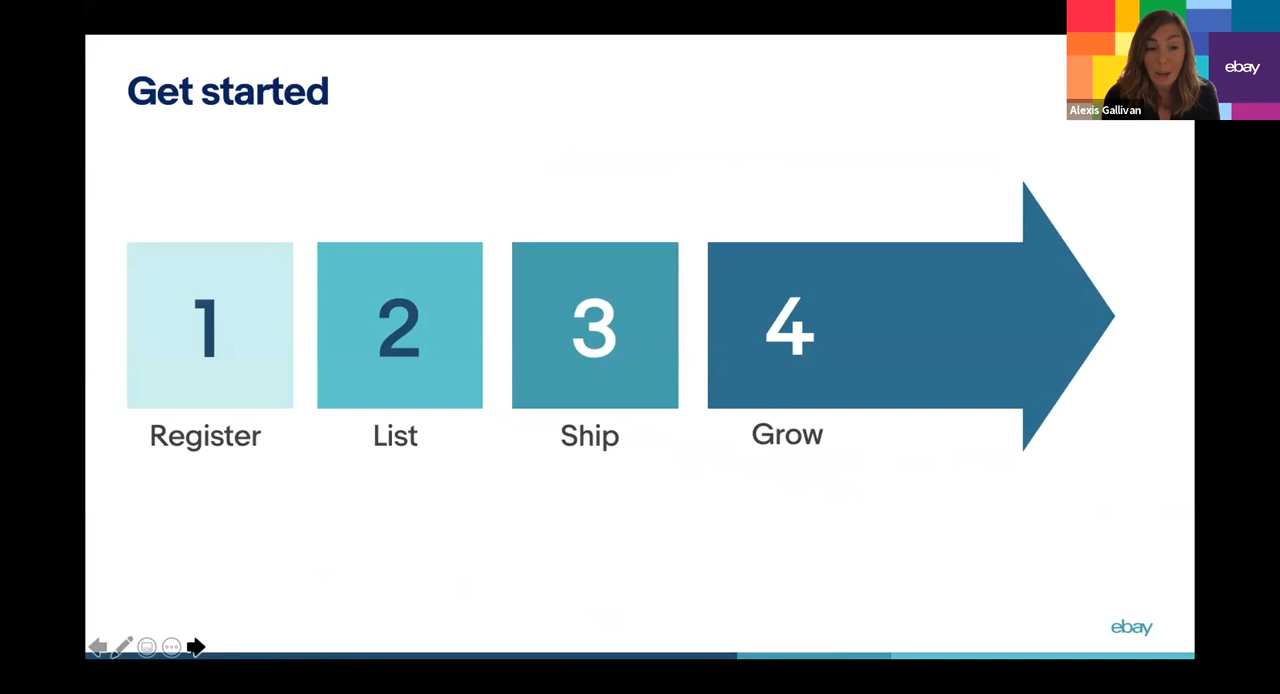 Get started
ebay
Alexis Gallivan
1
2
3
4
Register
List
Ship
Grow
ebay